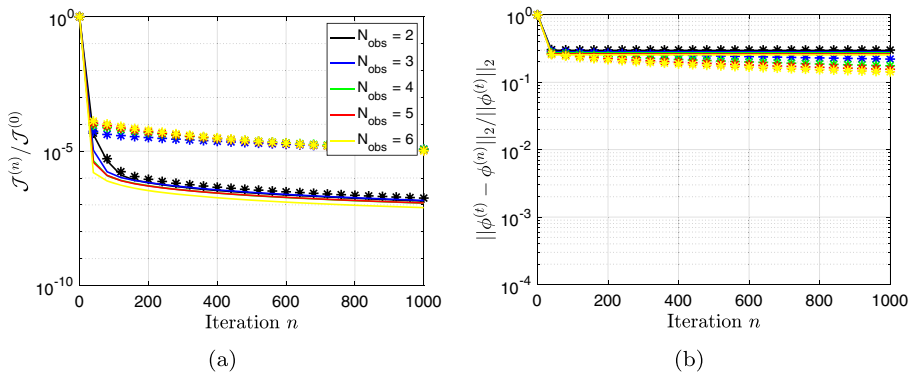 10^0
10^-5
10^-10
0 200 400 600 800 1000
Iteration n
J^(n)/J^(0)
N_obs = 2
N_obs = 3
N_obs = 4
N_obs = 5
N_obs = 6
(a)
10^0
10^-1
10^-2
10^-3
10^-4
0 200 400 600 800 1000
Iteration n
||ϕ^(t) − ϕ^(n)||_2/||ϕ^(t)||_2
(b)